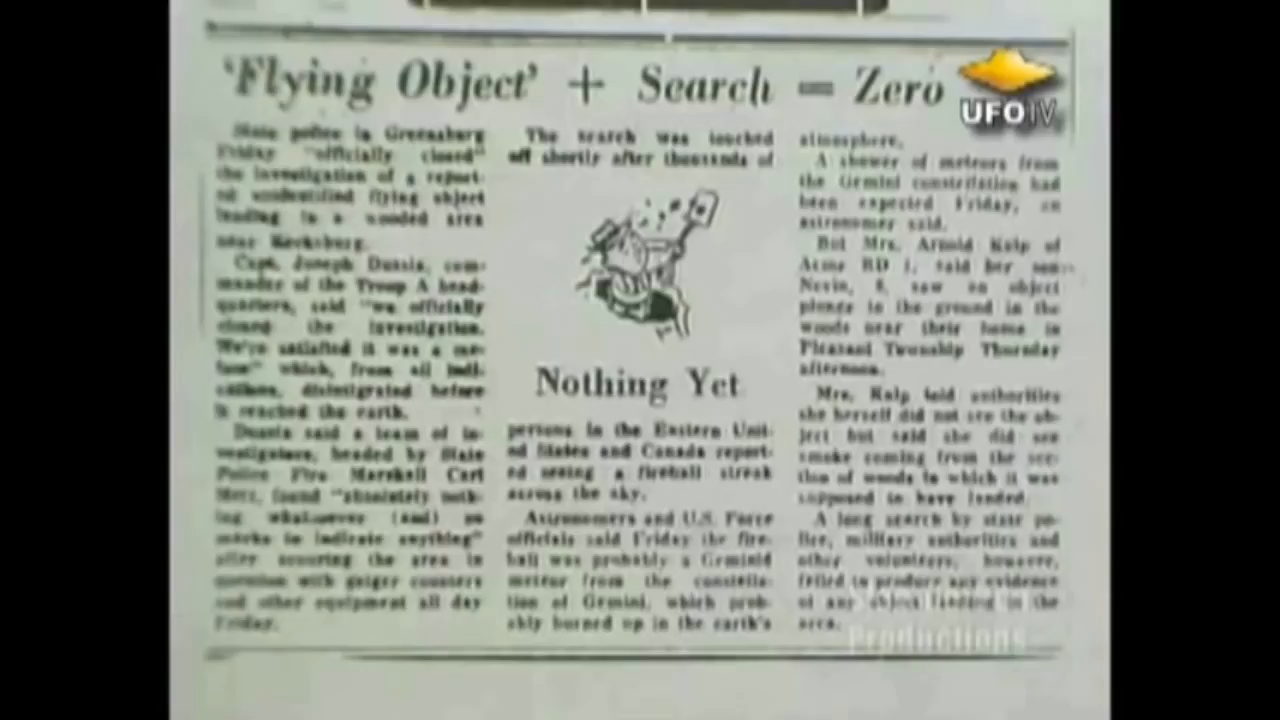 'Flying Object' + Search = Zero
UFOTV
State police in Greensburg
Friday "officially closed"
the investigation of a report-
ed unidentified flying object
landing in a wooded area
near Kecksburg.
Capt. Joseph Dussia, com-
mander of the Troop A head-
quarters, said "we officially
closing the investigation.
We're satisfied it was a me-
teor" which, from all indi-
cations, disintigrated before
it reached the earth.
Dussia said a team of in-
vestigators, headed by State
Police Fire Marshall Carl
Metz, found "absolutely noth-
ing whatsoever (and) no
marks to indicate anything"
after scouring the area in
question with geiger counters
and other equipment all day
Friday.
The search was touched
off shortly after thousands of
Nothing Yet
persons in the Eastern Unit-
ed States and Canada report-
ed seeing a fireball streak
across the sky.
Astronomers and U.S. Force
officials said Friday the fire-
ball was probably a Geminid
meteor from the constella-
tion of Gemini, which prob-
ably burned up in the earth's
atmosphere.
A shower of meteors from
the Gemini constellation had
been expected Friday, an
astronomer said.
But Mrs. Arnold Kalp of
Acme RD 1, said her son
Nevin, 8, saw an object
plunge to the ground in the
woods near their home in
Pleasant Township Thursday
afternoon.
Mrs. Kalp told authorities
she herself did not see the ob-
ject but said she did see
smoke coming from the sec-
tion of woods in which it was
supposed to have landed.
A long search by state po-
lice, military authorities and
other volunteers, however,
failed to produce any evidence
of any object landing in the
area.
Productions